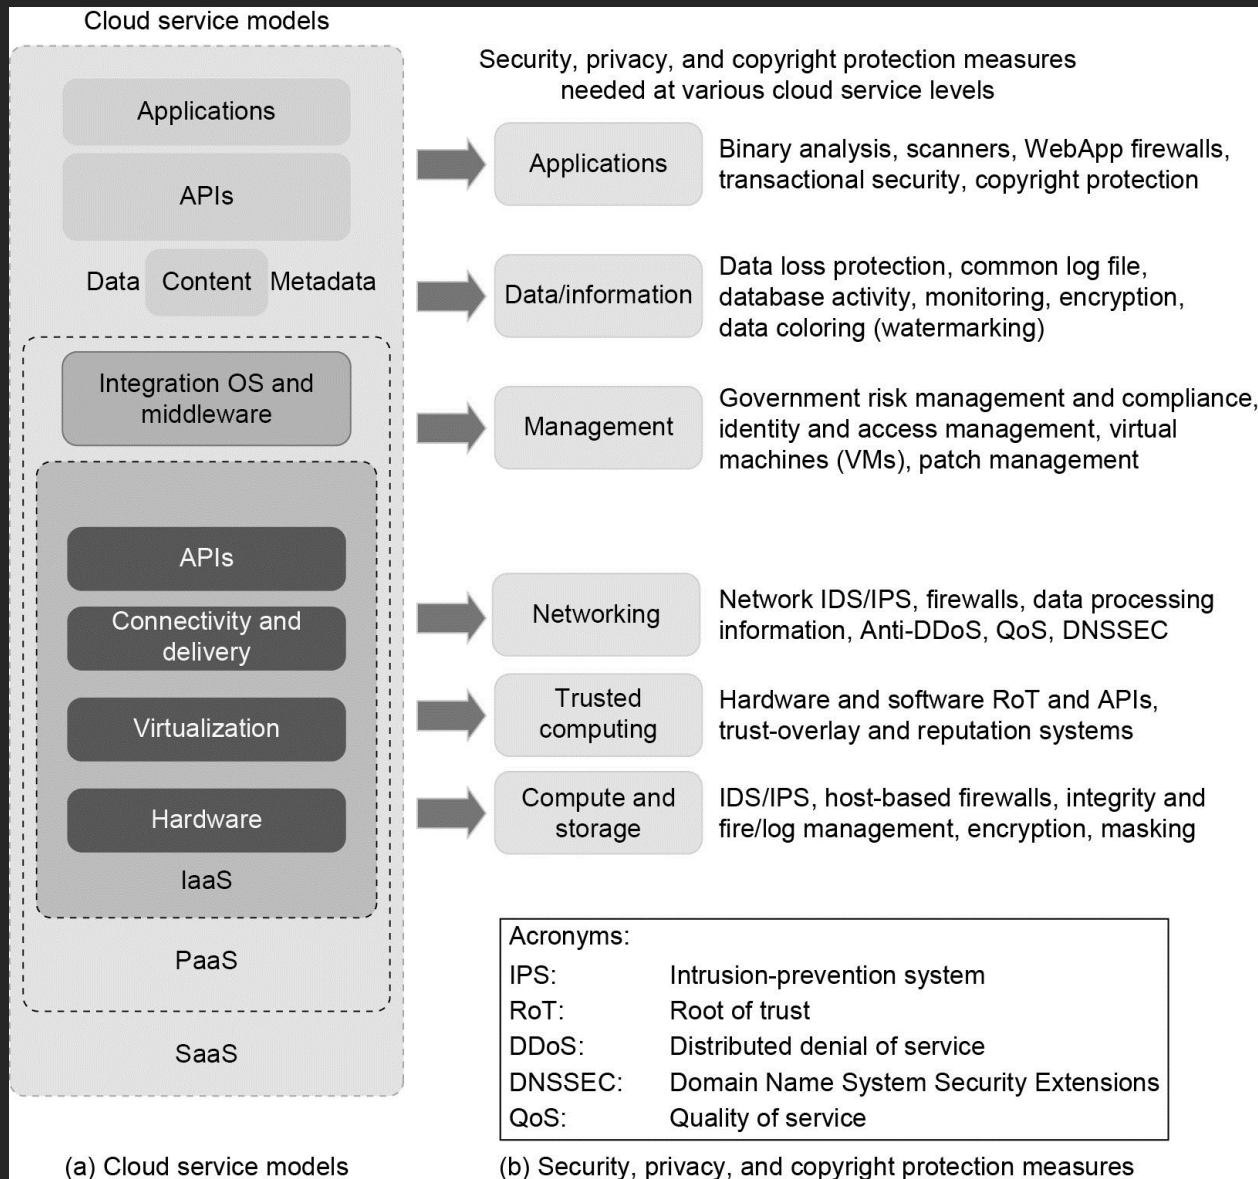 Cloud service models
Applications
APIs
Data Content Metadata
Integration OS and
middleware
APIs
Connectivity and
delivery
Virtualization
Hardware
IaaS
PaaS
SaaS
(a) Cloud service models
Security, privacy, and copyright protection measures
needed at various cloud service levels
Applications
Binary analysis, scanners, WebApp firewalls,
transactional security, copyright protection
Data/information
Data loss protection, common log file,
database activity, monitoring, encryption,
data coloring (watermarking)
Management
Government risk management and compliance,
identity and access management, virtual
machines (VMs), patch management
Networking
Network IDS/IPS, firewalls, data processing
information, Anti-DDoS, QoS, DNSSEC
Trusted
computing
Hardware and software RoT and APIs,
trust-overlay and reputation systems
Compute and
storage
IDS/IPS, host-based firewalls, integrity and
fire/log management, encryption, masking
Acronyms:
IPS: Intrusion-prevention system
RoT: Root of trust
DDoS: Distributed denial of service
DNSSEC: Domain Name System Security Extensions
QoS: Quality of service
(b) Security, privacy, and copyright protection measures